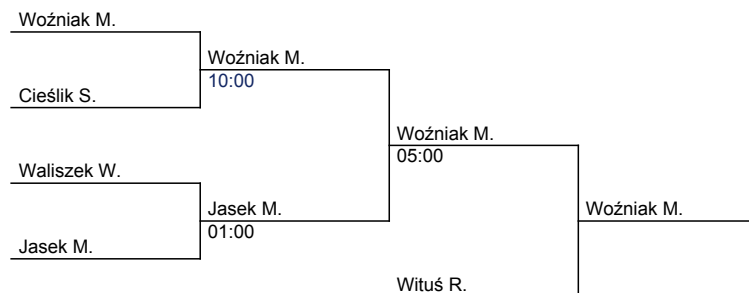 Woźniak M.
Woźniak M.
10:00
Cieślik S.
Woźniak M.
05:00
Waliszek W.
Jasek M.
01:00
Woźniak M.
Jasek M.
Wituś R.